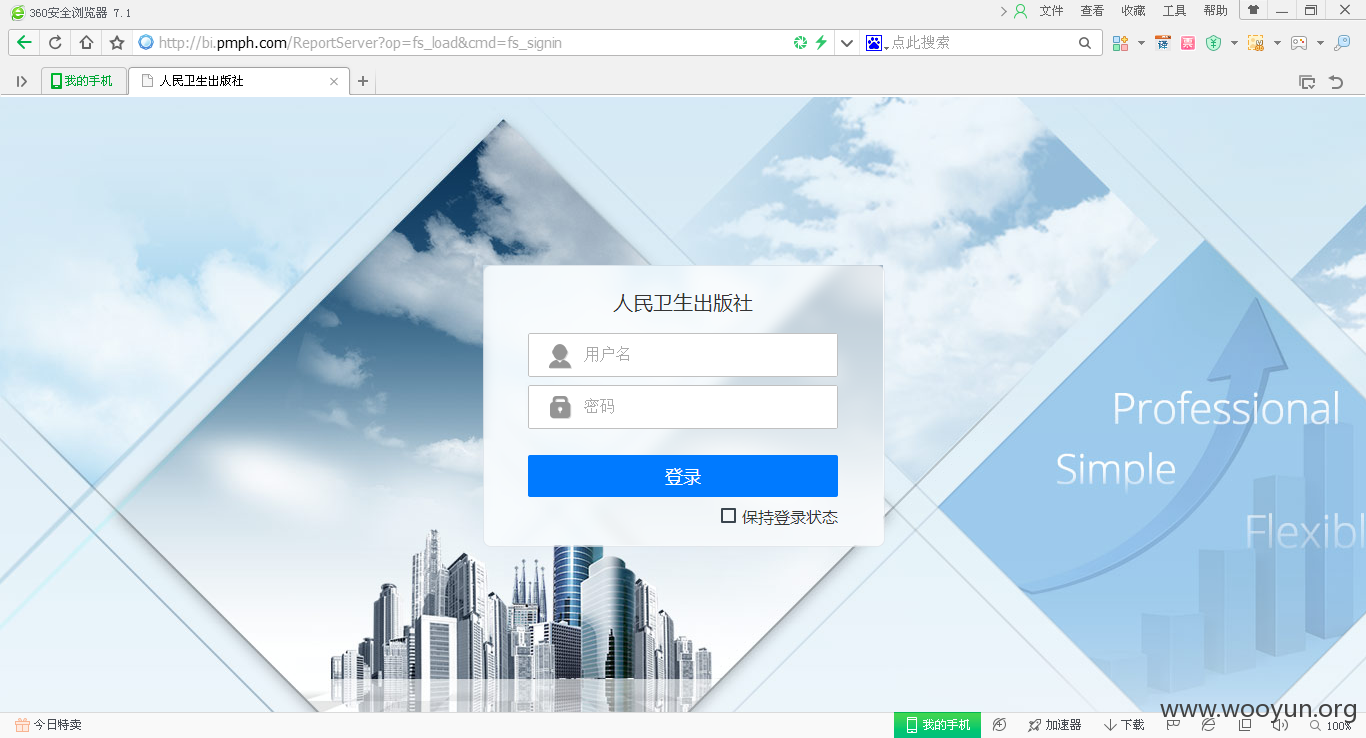 360安全浏览器 7.1
文件 查看 收藏 工具 帮助
http://bi.pmph.com/ReportServer?op=fs_load&cmd=fs_signin
点此搜索
译
票
我的手机
人民卫生出版社
人民卫生出版社
用户名
密码
登录
保持登录状态
Professional
Simple
Flexibl
www.wooyun.org
今日特卖
我的手机
加速器
下载
100%